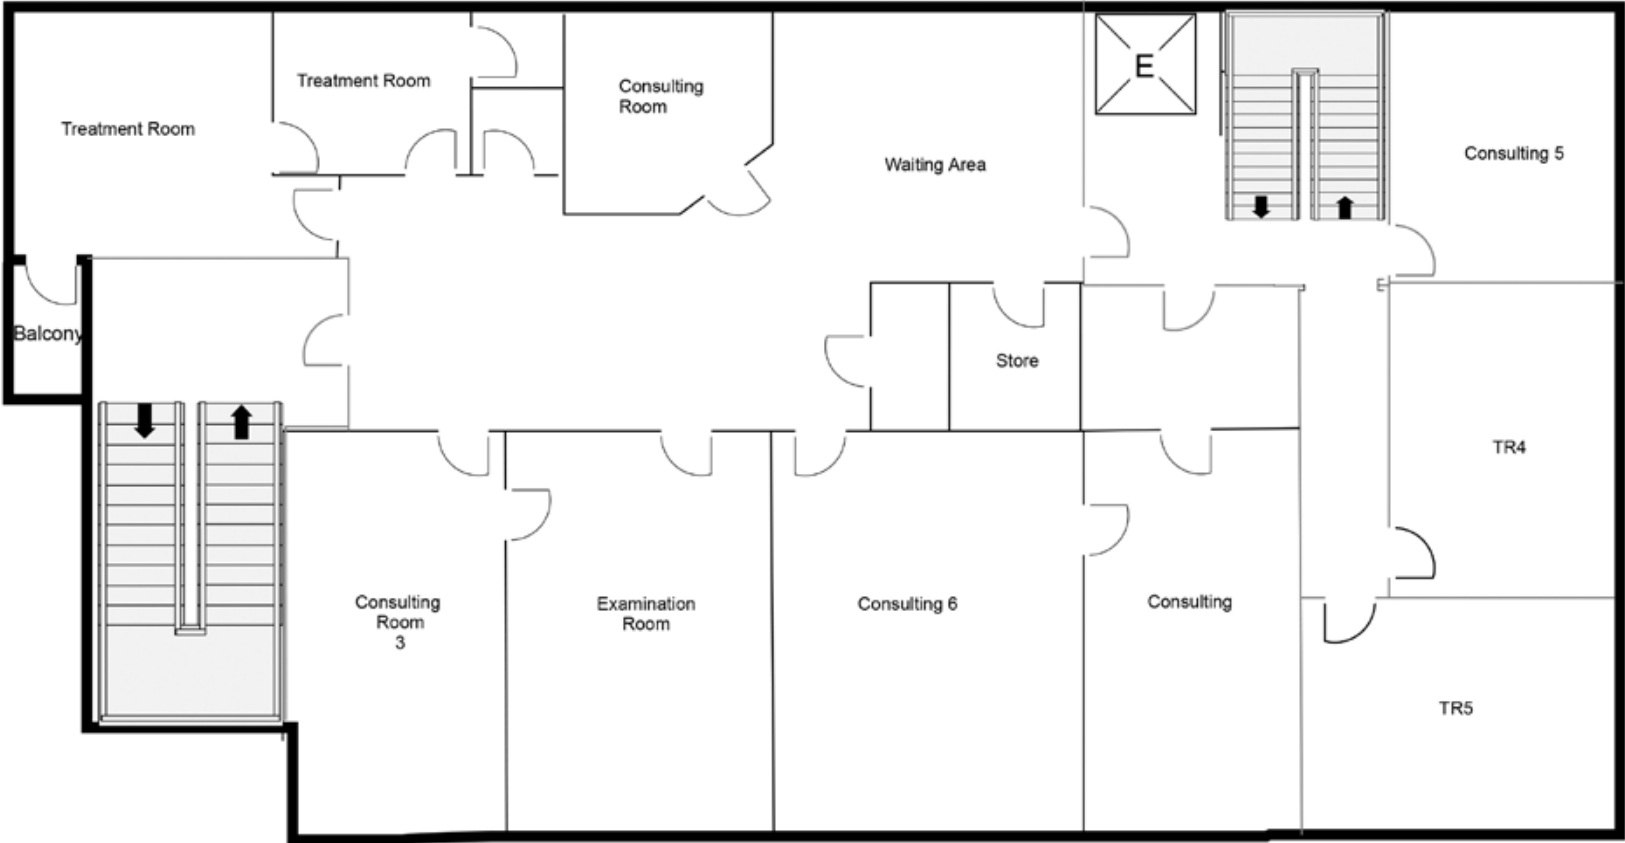 Treatment Room
Treatment Room
Consulting
Room
E
Waiting Area
Consulting 5
Balcony
Store
TR4
Consulting
Room
3
Examination
Room
Consulting 6
Consulting
TR5